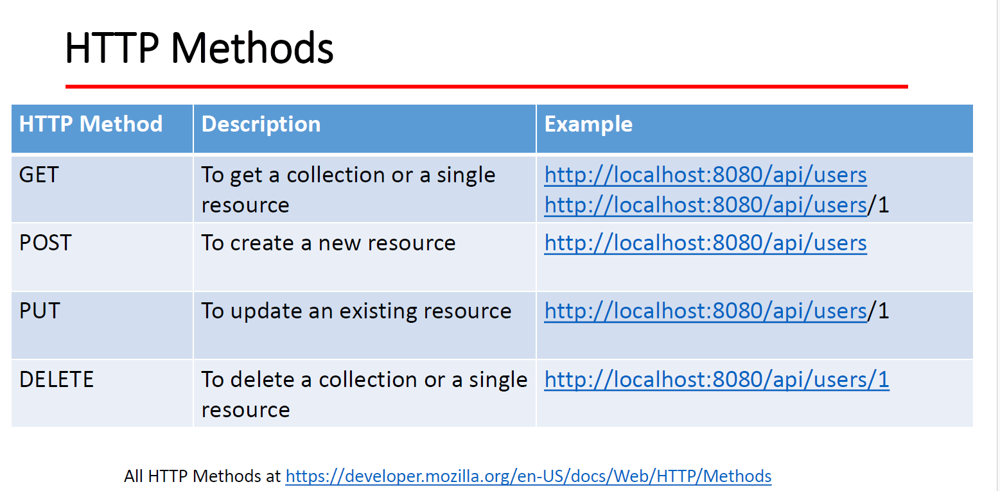 HTTP Methods
HTTP Method Description Example
GET To get a collection or a single http://localhost:8080/api/users
resource http://localhost:8080/api/users/1
POST To create a new resource http://localhost:8080/api/users
PUT To update an existing resource http://localhost:8080/api/users/1
DELETE To delete a collection or a single http://localhost:8080/api/users/1
resource
All HTTP Methods at https://developer.mozilla.org/en-US/docs/Web/HTTP/Methods